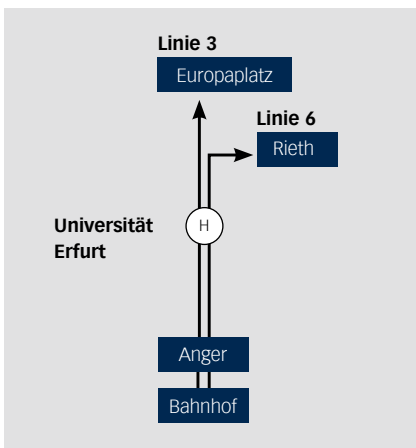 Linie 3
Europaplatz
Linie 6
Rieth
Universität
Erfurt
H
Anger
Bahnhof